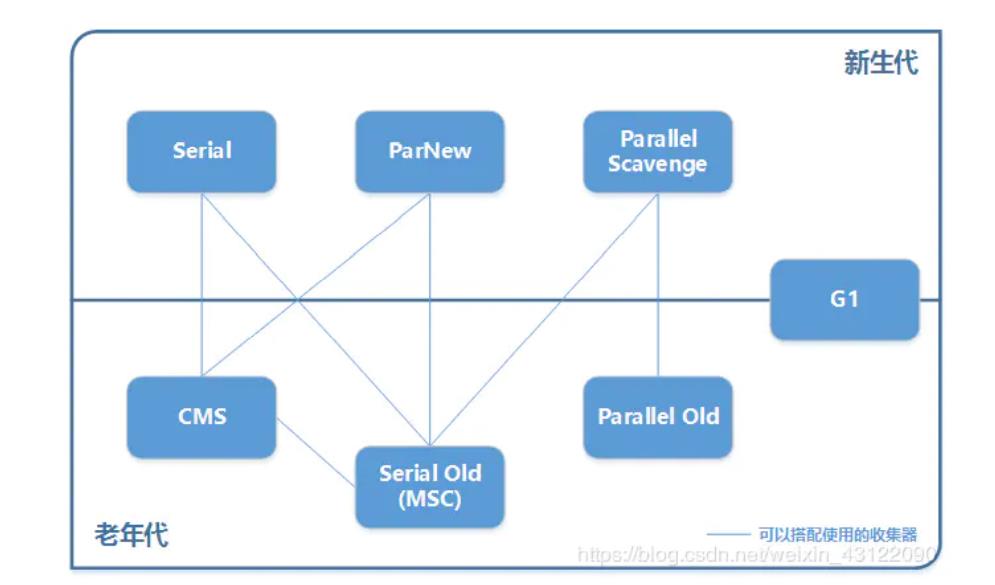 新生代
Serial
ParNew
Parallel
Scavenge
G1
CMS
Serial Old
(MSC)
Parallel Old
老年代
可以搭配使用的收集器
https://blog.csdn.net/weixin_43122090